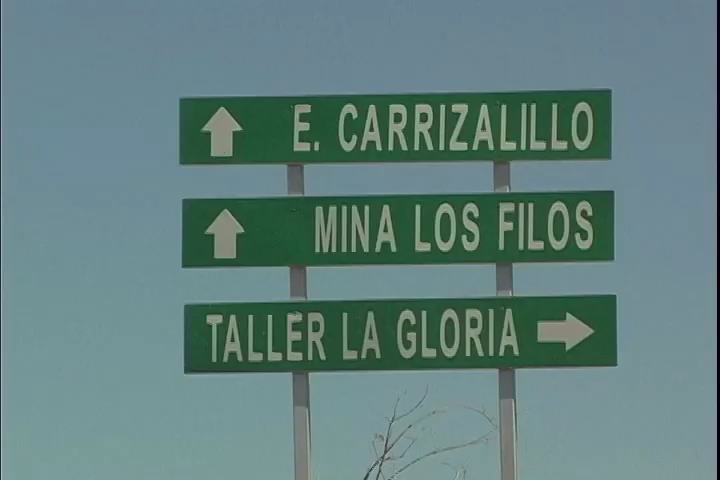 E. CARRIZALILLO
MINA LOS FILOS
TALLER LA GLORIA